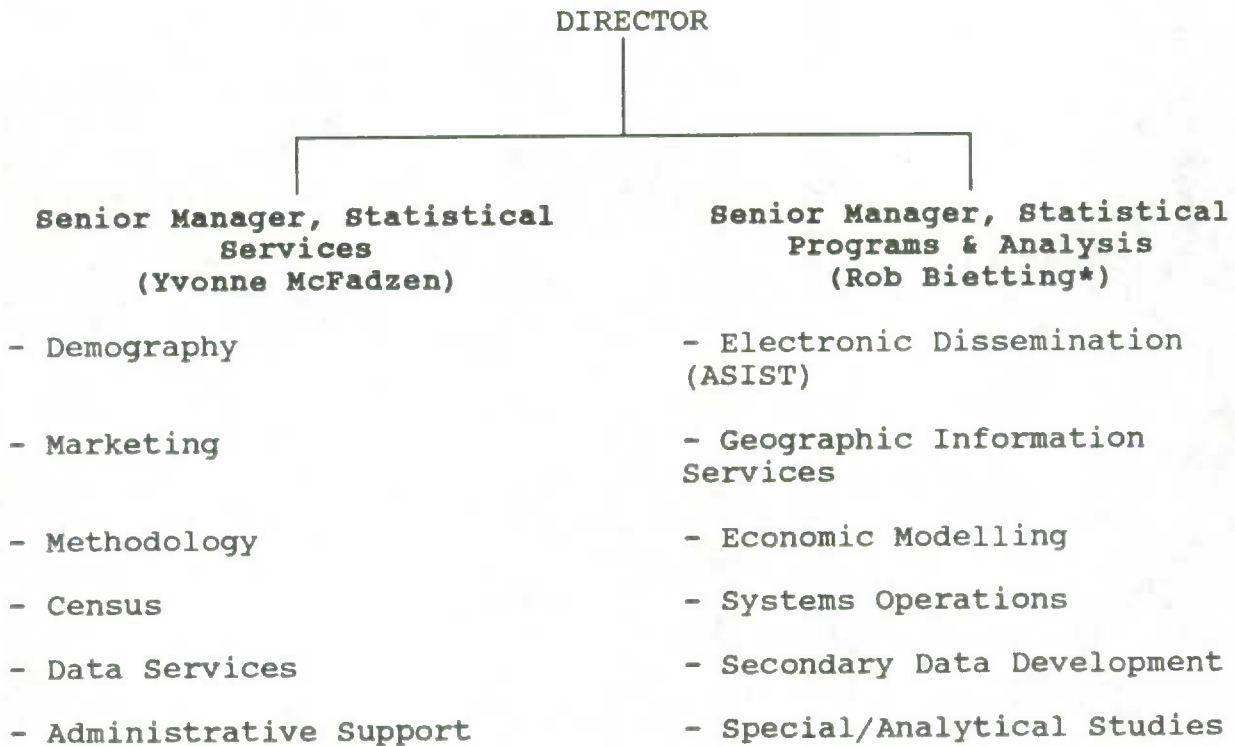 DIRECTOR
Senior Manager, Statistical
Services
(Yvonne McFadzen)
- Demography
- Marketing
- Methodology
- Census
- Data Services
- Administrative Support
Senior Manager, Statistical
Programs & Analysis
(Rob Bietting*)
- Electronic Dissemination
(ASIST)
- Geographic Information
Services
- Economic Modelling
- Systems Operations
- Secondary Data Development
- Special/Analytical Studies